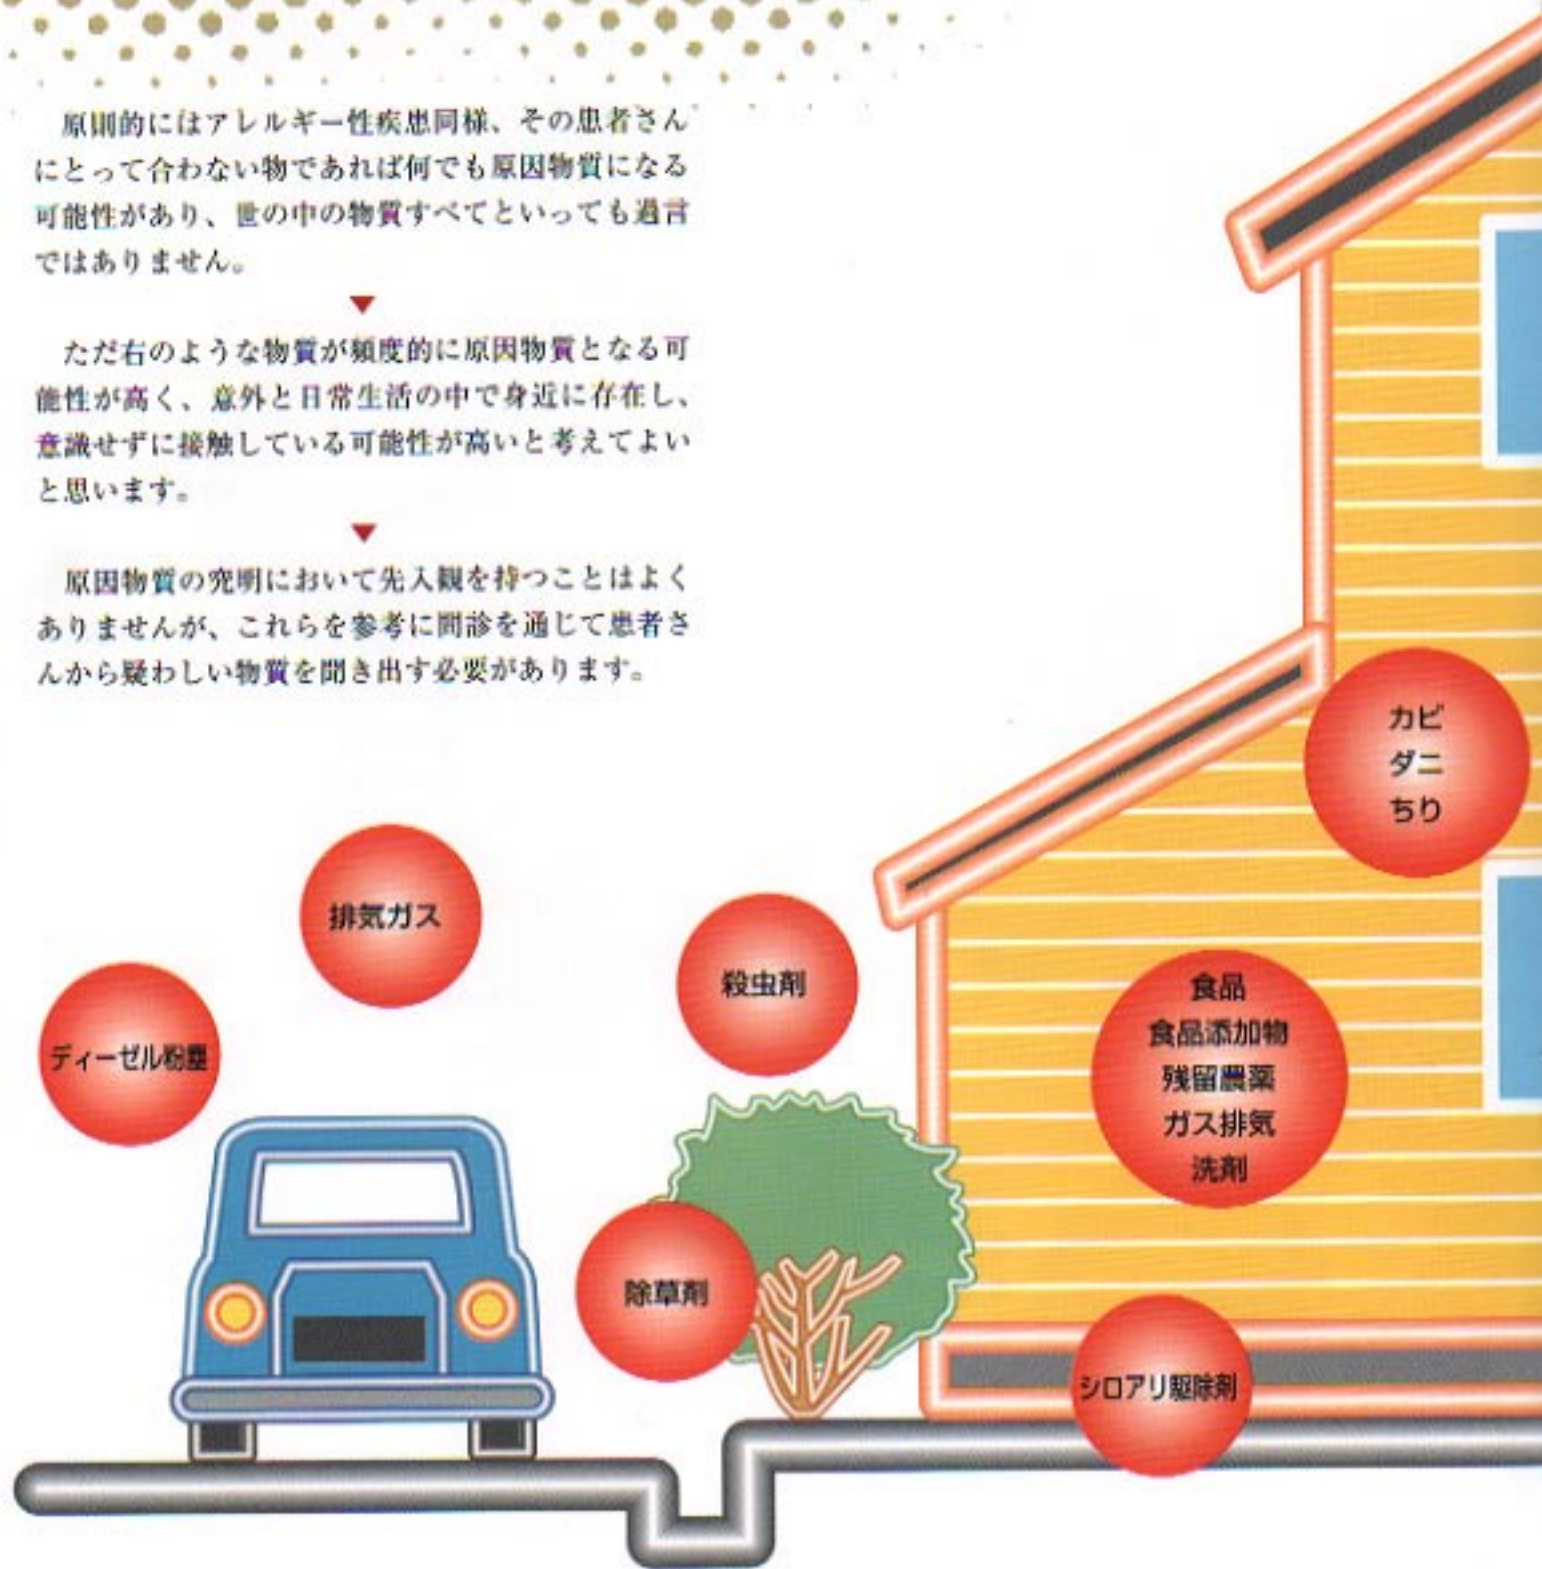 原則的にはアレルギー性疾患同様、その患者さん
にとって合わない物であれば何でも原因物質になる
可能性があり、世の中の物質すべてといっても過言
ではありません。
ただ右のような物質が頻度的に原因物質となる可
能性が高く、意外と日常生活の中で身近に存在し、
意識せずに接触している可能性が高いと考えてよい
と思います。
原因物質の究明において先入観を持つことはよく
ありませんが、これらを参考に問診を通じて患者さ
んから疑わしい物質を聞き出す必要があります。
カビ
ダニ
ちり
排気ガス
殺虫剤
ディーゼル粉塵
食品
食品添加物
残留農薬
ガス排気
洗剤
除草剤
シロアリ駆除剤